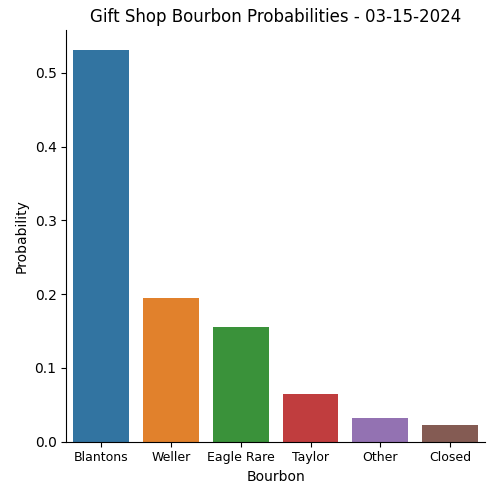 Gift Shop Bourbon Probabilities - 03-15-2024
Probability
0.5
0.4
0.3
0.2
0.1
0.0
Blantons Weller Eagle Rare Taylor Other Closed
Bourbon